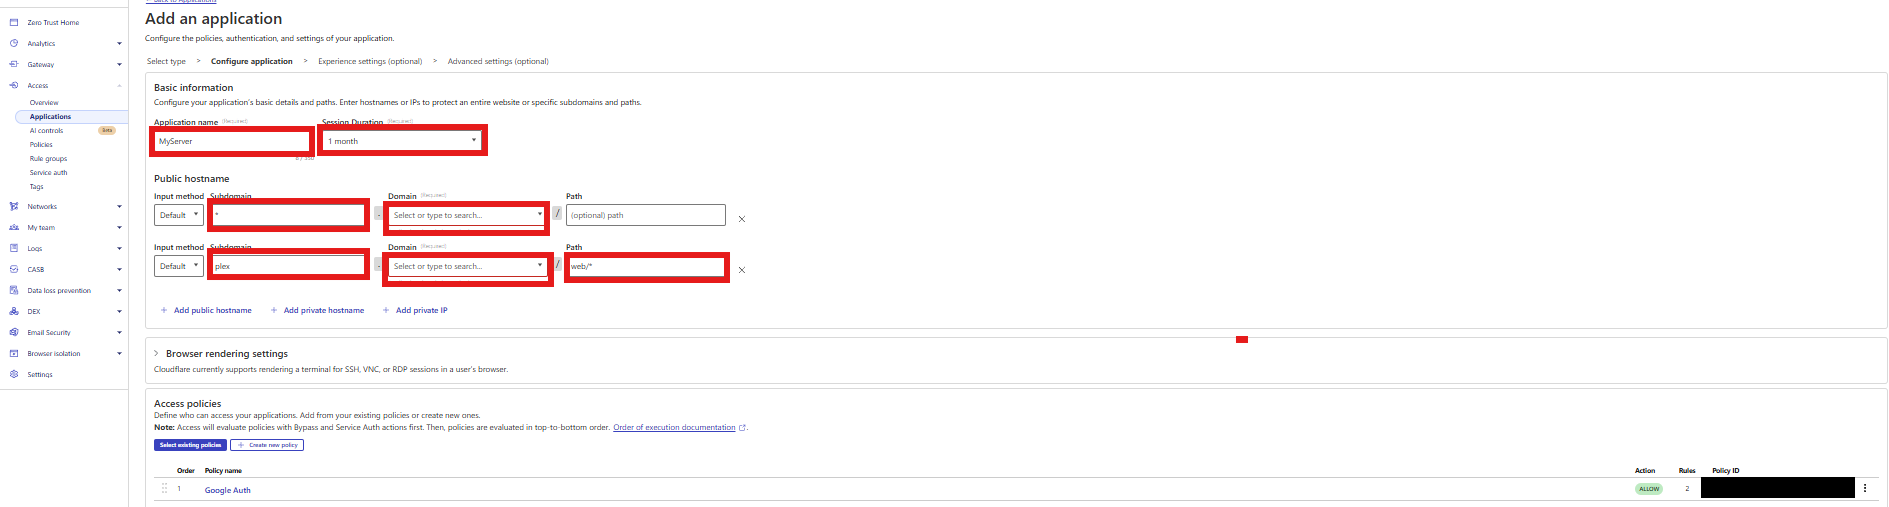 ← Back to Applications
Add an application
Configure the policies, authentication, and settings of your application.
Select type > Configure application > Experience settings (optional) > Advanced settings (optional)
Zero Trust Home
Analytics
Gateway
Access
Overview
Applications
AI controls Beta
Policies
Rule groups
Service auth
Tags
Networks
My team
Logs
CASB
Data loss prevention
DEX
Email Security
Browser isolation
Settings
Basic information
Configure your application's basic details and paths. Enter hostnames or IPs to protect an entire website or specific subdomains and paths.
Application name (Required) Session Duration (Required)
MyServer 1 month
Public hostname
Input method Subdomain Domain (Required) Path
Default * . Select or type to search... / (optional) path
Input method Subdomain Domain (Required) Path
Default plex . Select or type to search... / web/*
+ Add public hostname + Add private hostname + Add private IP
Browser rendering settings
Cloudflare currently supports rendering a terminal for SSH, VNC, or RDP sessions in a user's browser.
Access policies
Define who can access your applications. Add from your existing policies or create new ones.
Note: Access will evaluate policies with Bypass and Service Auth actions first. Then, policies are evaluated in top-to-bottom order. Order of execution documentation.
Select existing policies + Create new policy
Order Policy name Action Rules Policy ID
1 Google Auth ALLOW 2